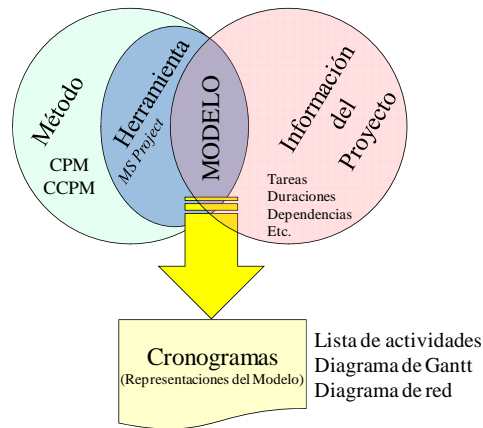 Método
CPM
CCPM
Herramienta
MS Project
MODELO
Información
del
Proyecto
Tareas
Duraciones
Dependencias
Etc.
Cronogramas
(Representaciones del Modelo)
Lista de actividades
Diagrama de Gantt
Diagrama de red